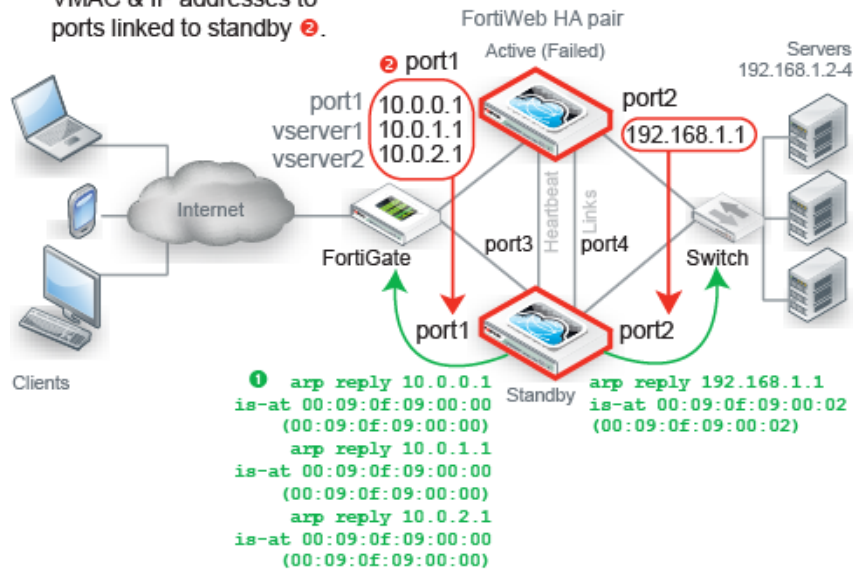 VMAC & IP addresses to
ports linked to standby ❷.
FortiWeb HA pair
Active (Failed)
Servers
192.168.1.2-4
❷ port1
port1 10.0.0.1
vserver1 10.0.1.1
vserver2 10.0.2.1
port2
192.168.1.1
Internet
FortiGate
port3
Heartbeat
Links
port4
Switch
port1
port2
Clients
Standby
❶ arp reply 10.0.0.1
is-at 00:09:0f:09:00:00
(00:09:0f:09:00:00)
arp reply 10.0.1.1
is-at 00:09:0f:09:00:00
(00:09:0f:09:00:00)
arp reply 10.0.2.1
is-at 00:09:0f:09:00:00
(00:09:0f:09:00:00)
arp reply 192.168.1.1
is-at 00:09:0f:09:00:02
(00:09:0f:09:00:02)